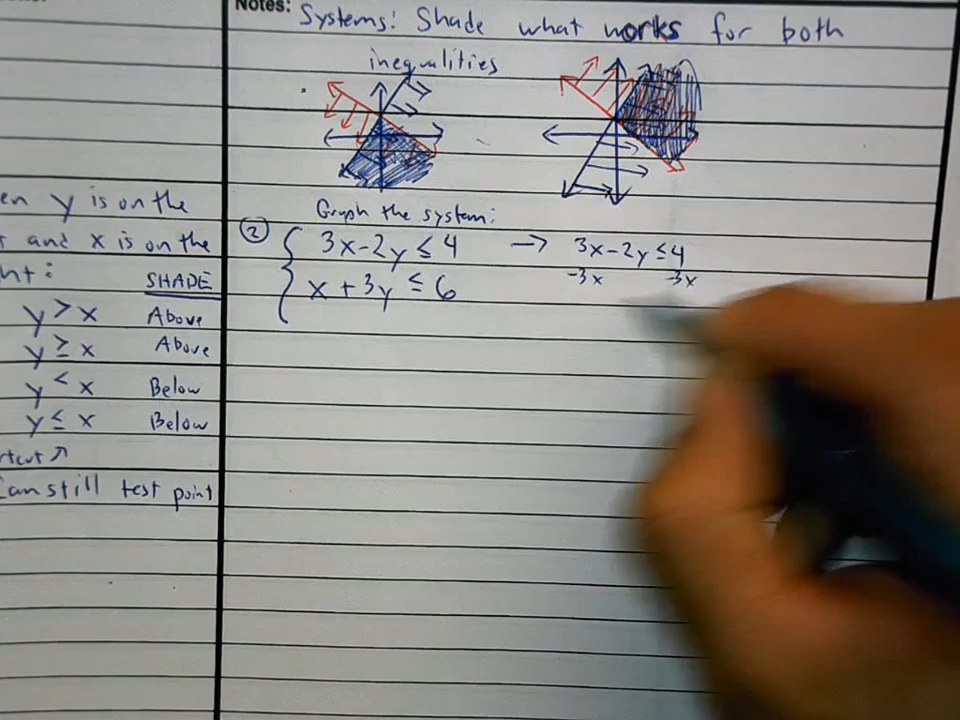 Notes: Systems: Shade what works for both
inequalities
Graph the system:
② 3x-2y ≤ 4 → 3x-2y ≤ 4
-3x -3x
x + 3y ≤ 6
y is on the
and x is on the
SHADE
y > x Above
y ≥ x Above
y < x Below
y ≤ x Below
Can still test point